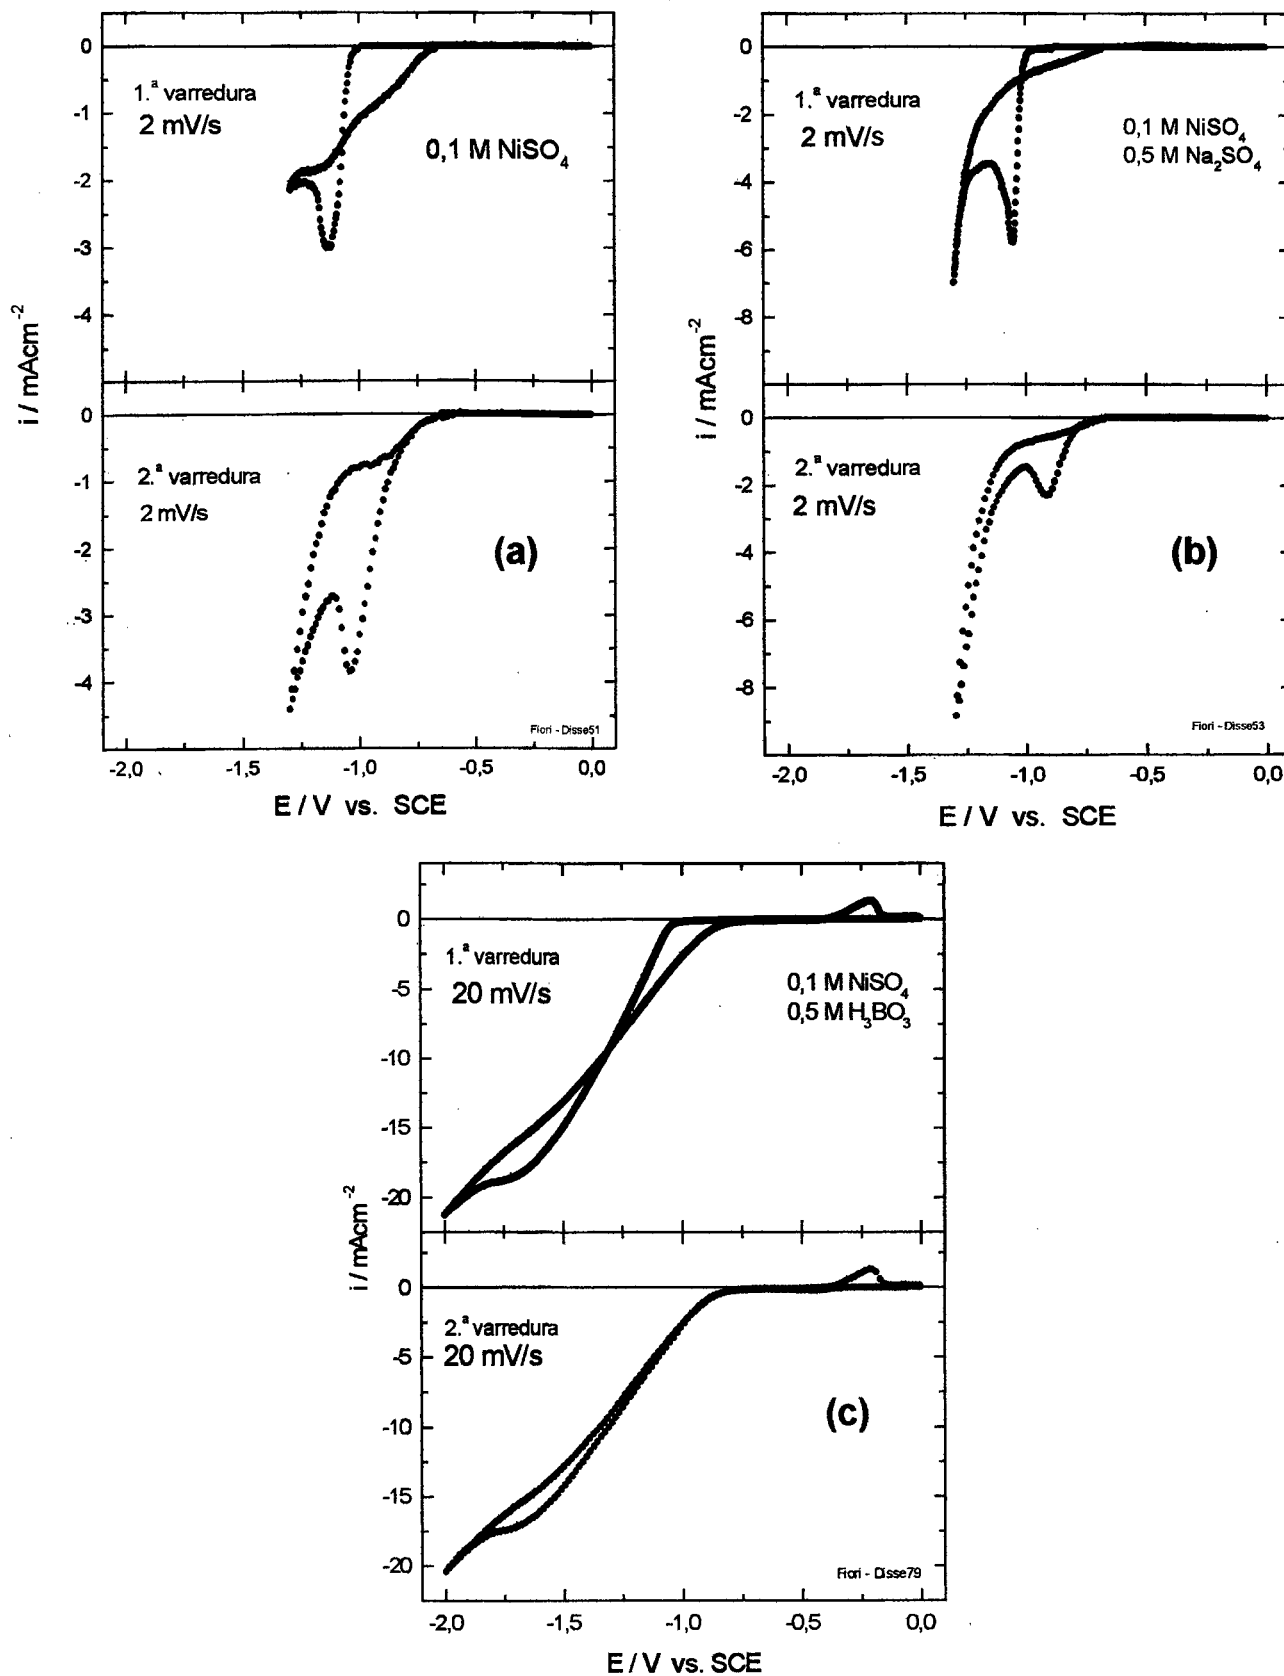 0
-1
-2
-3
-4
1.ª varredura
2 mV/s
0,1 M NiSO₄
i / mAcm⁻²
0
-1
-2
-3
-4
2.ª varredura
2 mV/s
(a)
Fiori - Disse51
-2,0 -1,5 -1,0 -0,5 0,0
E / V vs. SCE
0
-2
-4
-6
-8
1.ª varredura
2 mV/s
0,1 M NiSO₄
0,5 M Na₂SO₄
i / mAcm⁻²
0
-2
-4
-6
-8
2.ª varredura
2 mV/s
(b)
Fiori - Disse53
-2,0 -1,5 -1,0 -0,5 0,0
E / V vs. SCE
0
-5
-10
-15
-20
1.ª varredura
20 mV/s
0,1 M NiSO₄
0,5 M H₃BO₃
i / mAcm⁻²
0
-5
-10
-15
-20
2.ª varredura
20 mV/s
(c)
Fiori - Disse79
-2,0 -1,5 -1,0 -0,5 0,0
E / V vs. SCE